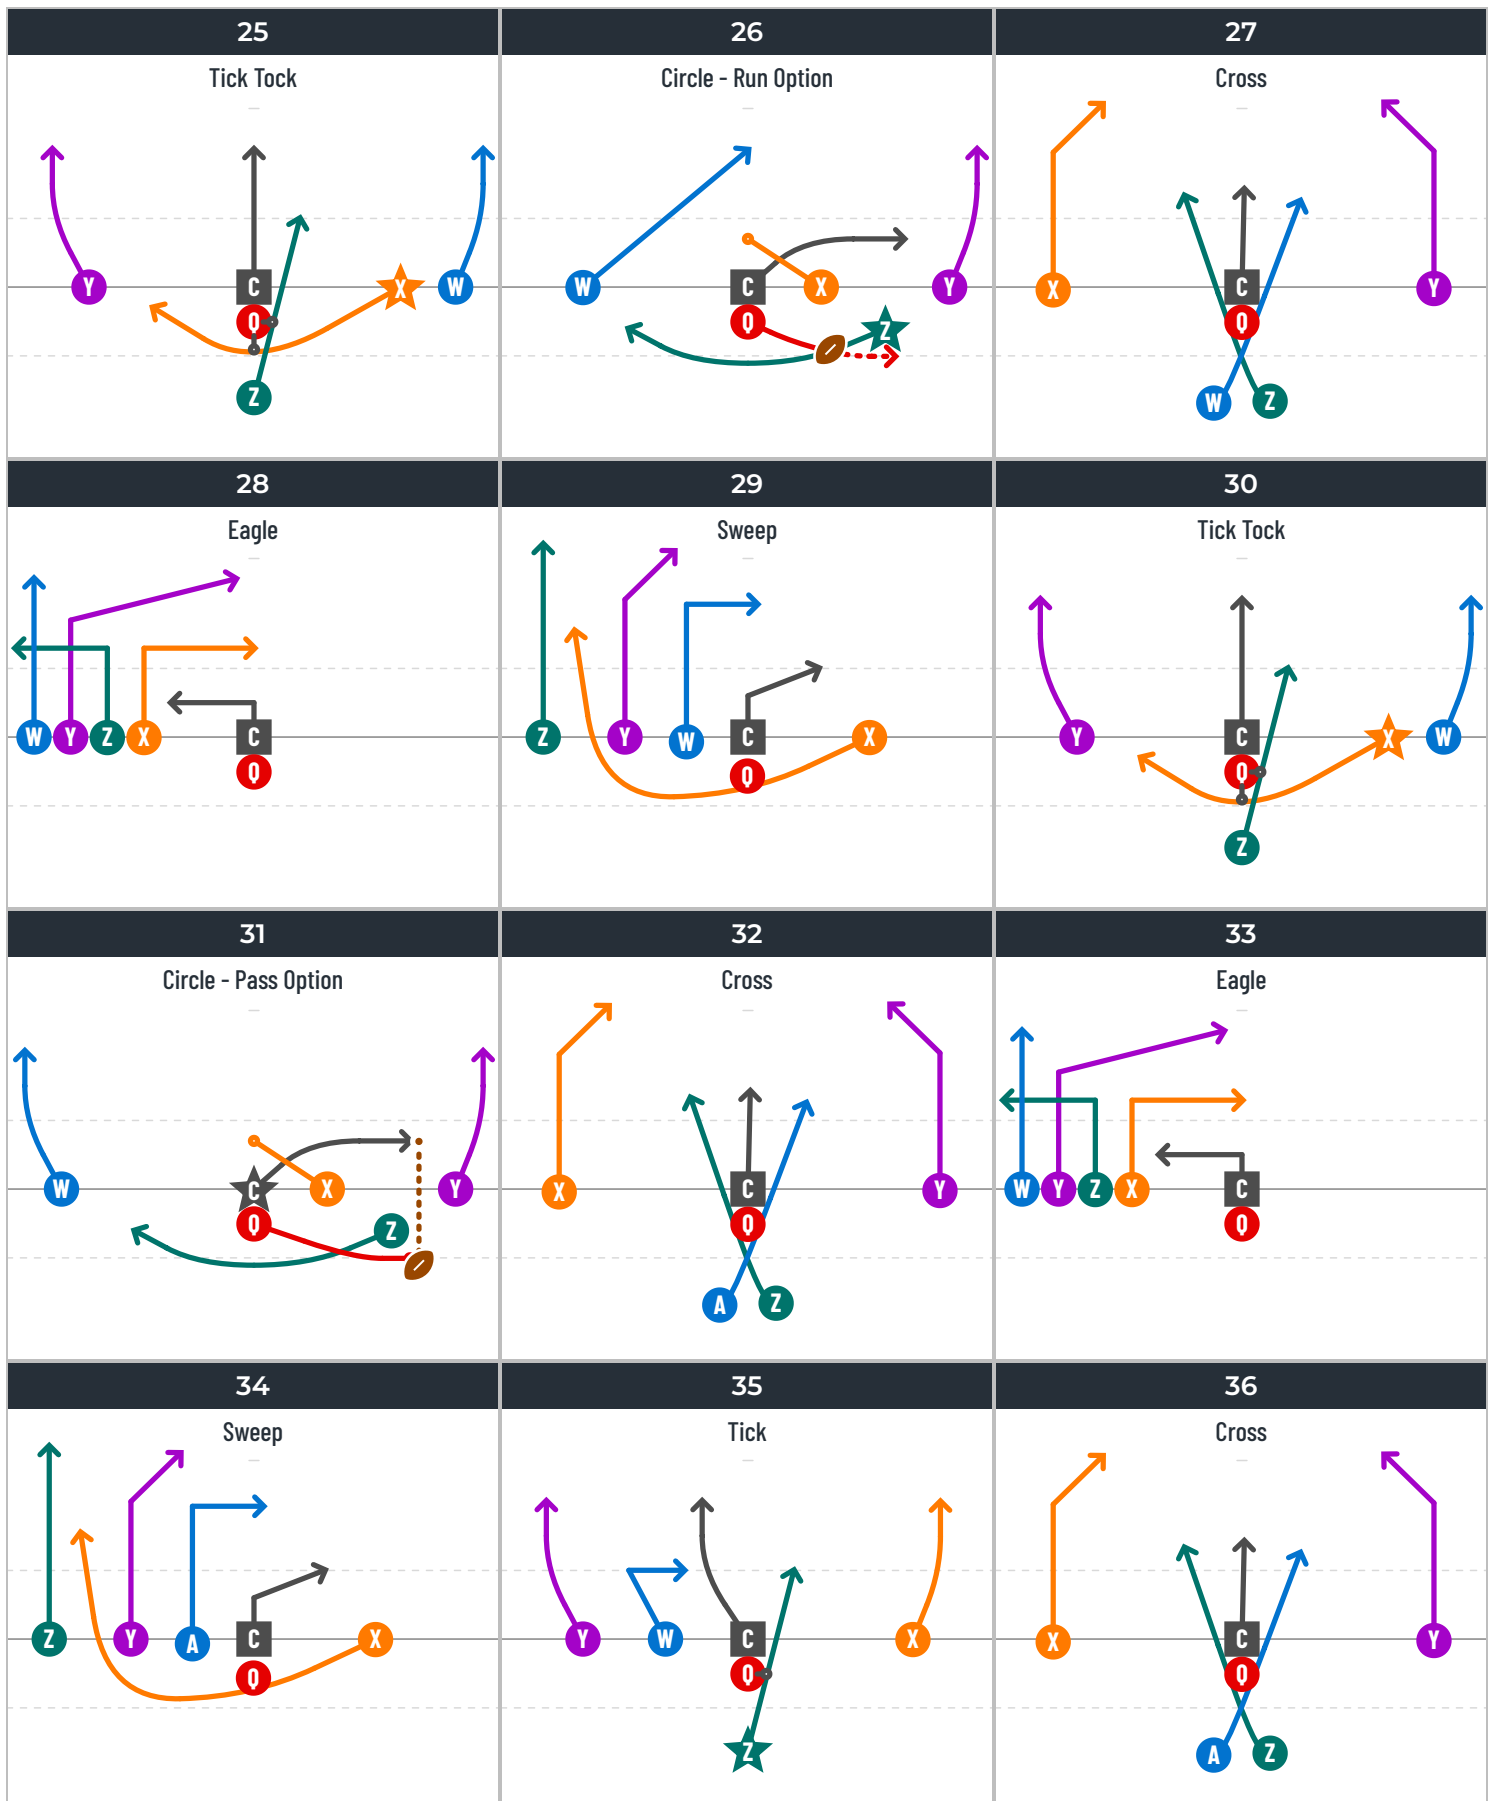 25
Tick Tock
Y C X W
Q
Z
26
Circle - Run Option
W C X Y
Q Z
27
Cross
X C Y
Q
W Z
28
Eagle
W Y Z X C
Q
29
Sweep
Z Y W C X
Q
30
Tick Tock
Y C X W
Q
Z
31
Circle - Pass Option
W C X Y
Q Z
32
Cross
X C Y
Q
A Z
33
Eagle
W Y Z X C
Q
34
Sweep
Z Y A C X
Q
35
Tick
Y W C X
Q
Z
36
Cross
X C Y
Q
A Z